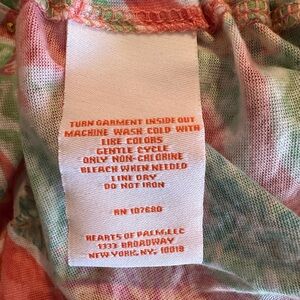 TURN GARMENT INSIDE OUT
MACHINE WASH COLD WITH
LIKE COLORS
GENTLE CYCLE
ONLY NON-CHLORINE
BLEACH WHEN NEEDED
LINE DRY
DO NOT IRON
RN 107680
HEARTS OF PALM,LLC
1333 BROADWAY
NEW YORK, NY, 10018